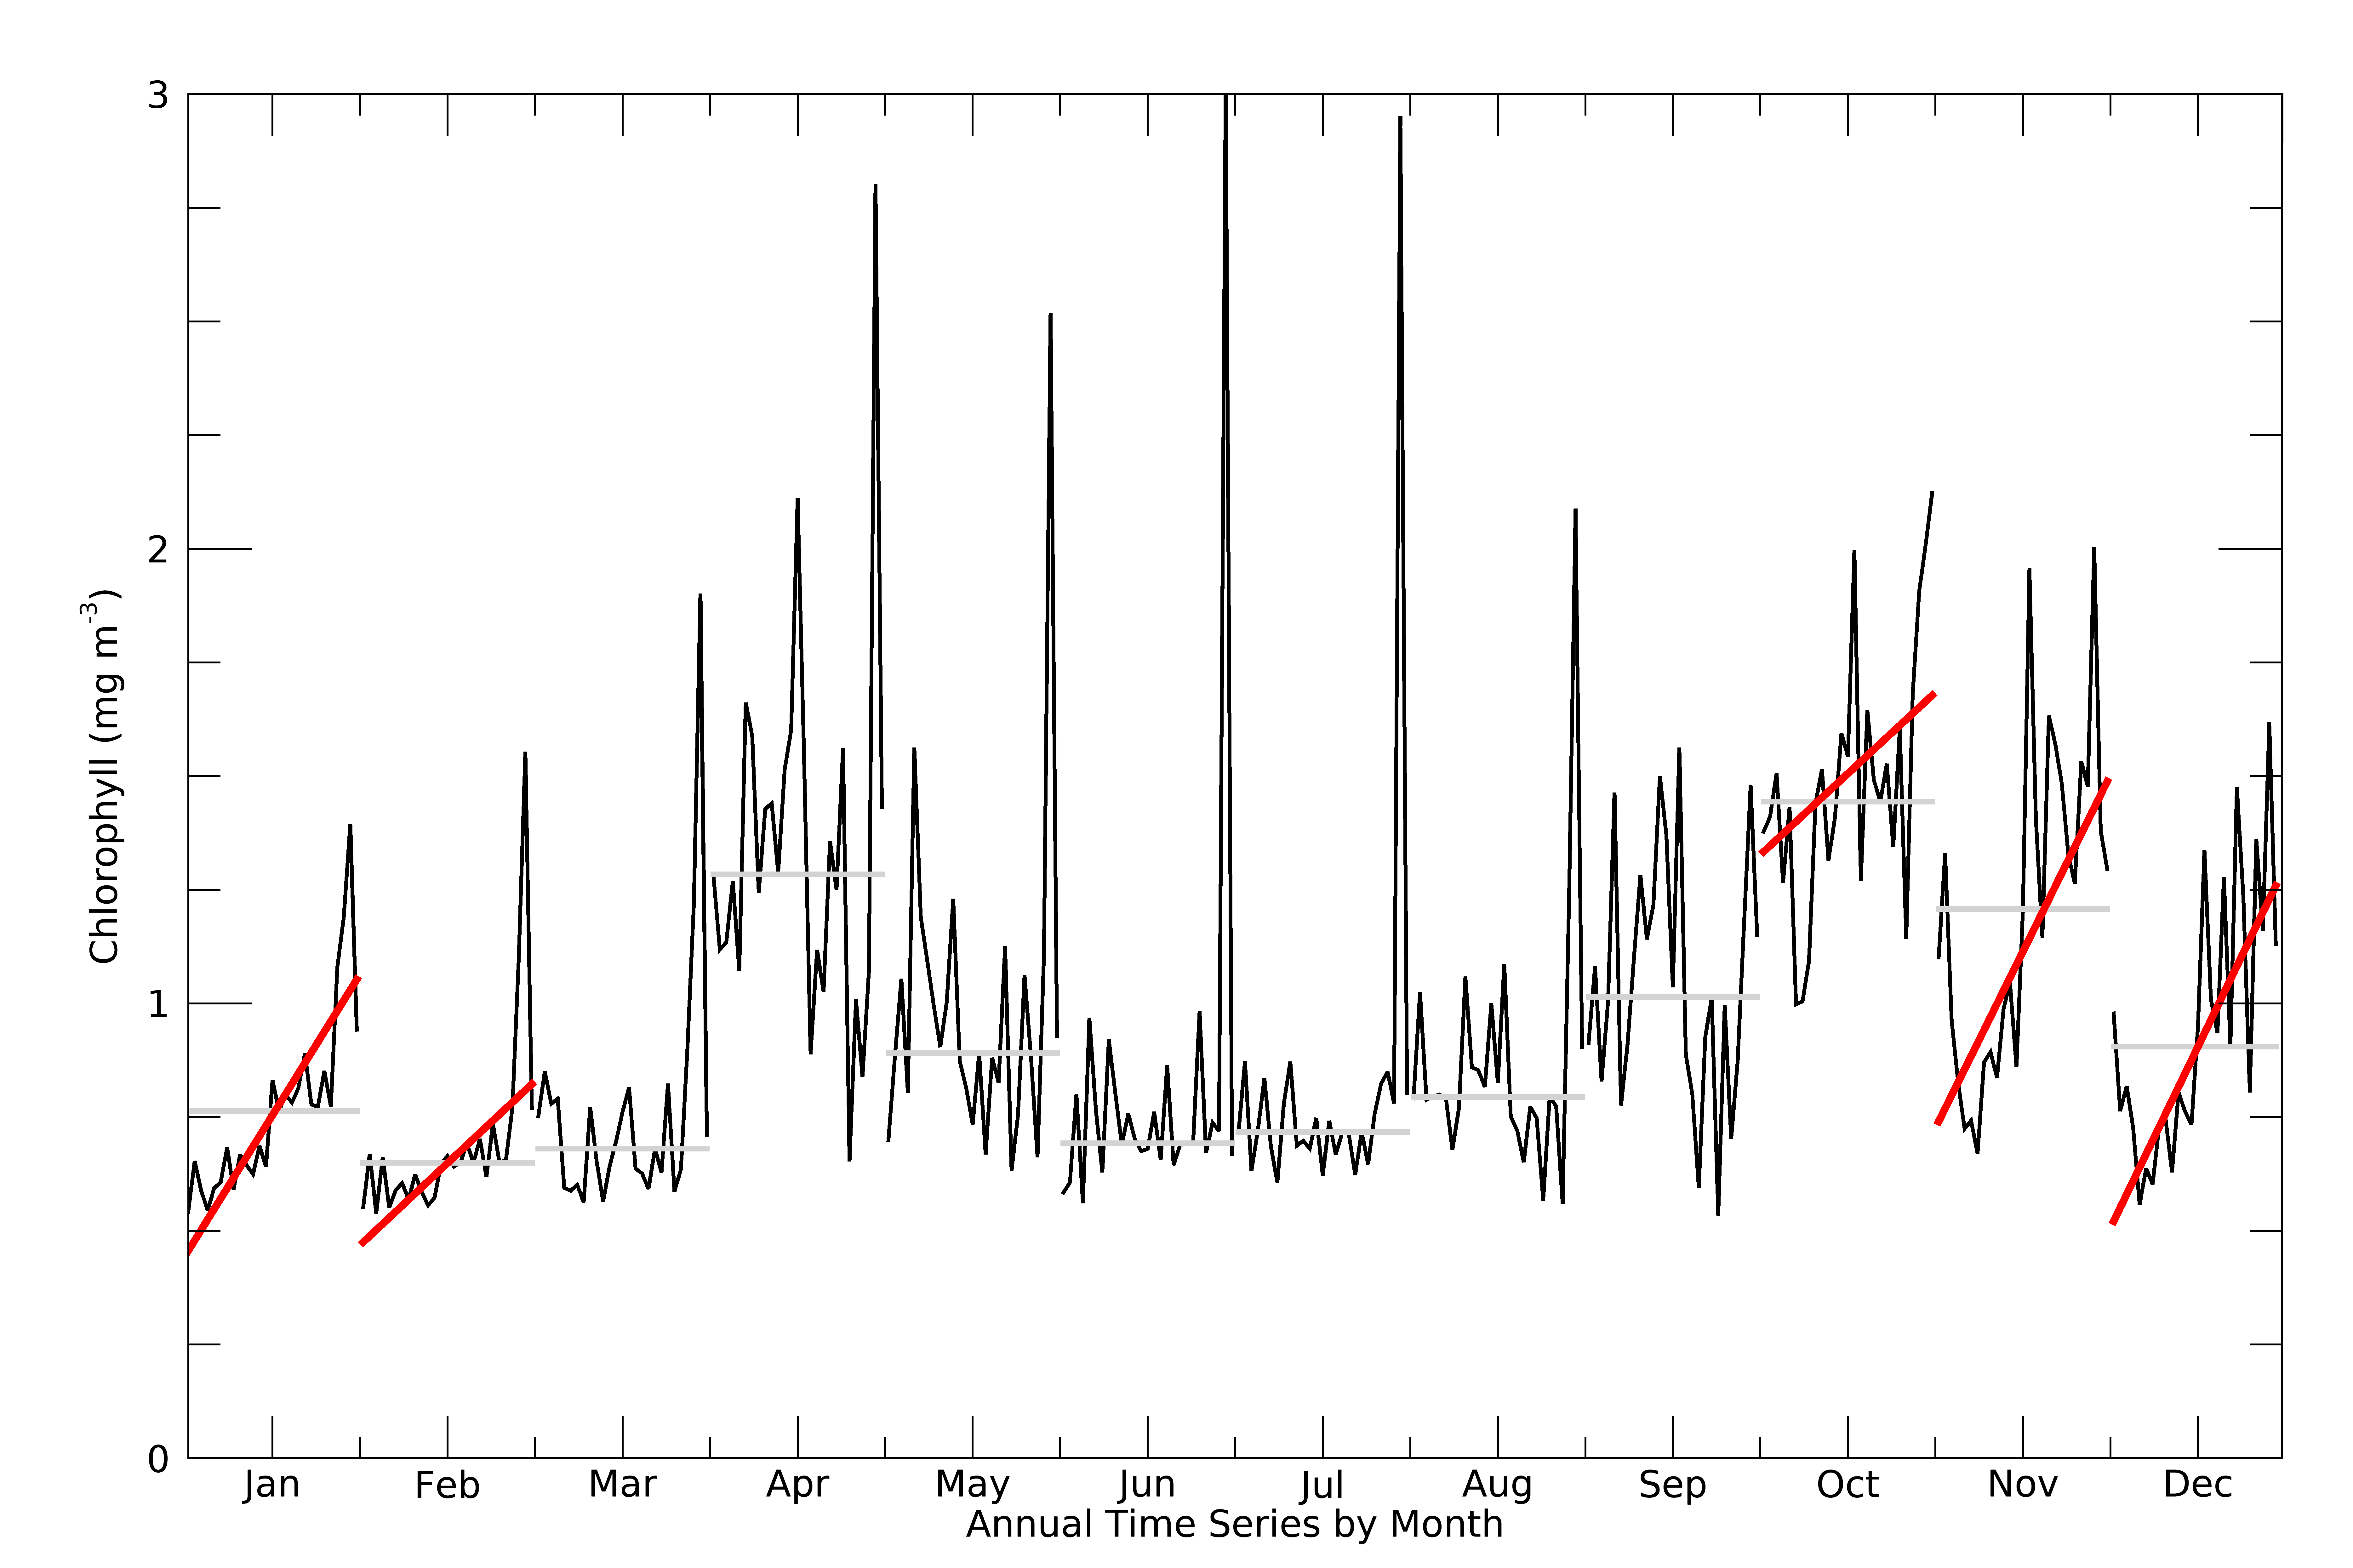 3
2
1
0
Chlorophyll (mg m-3)
Jan Feb Mar Apr May Jun Jul Aug Sep Oct Nov Dec
Annual Time Series by Month